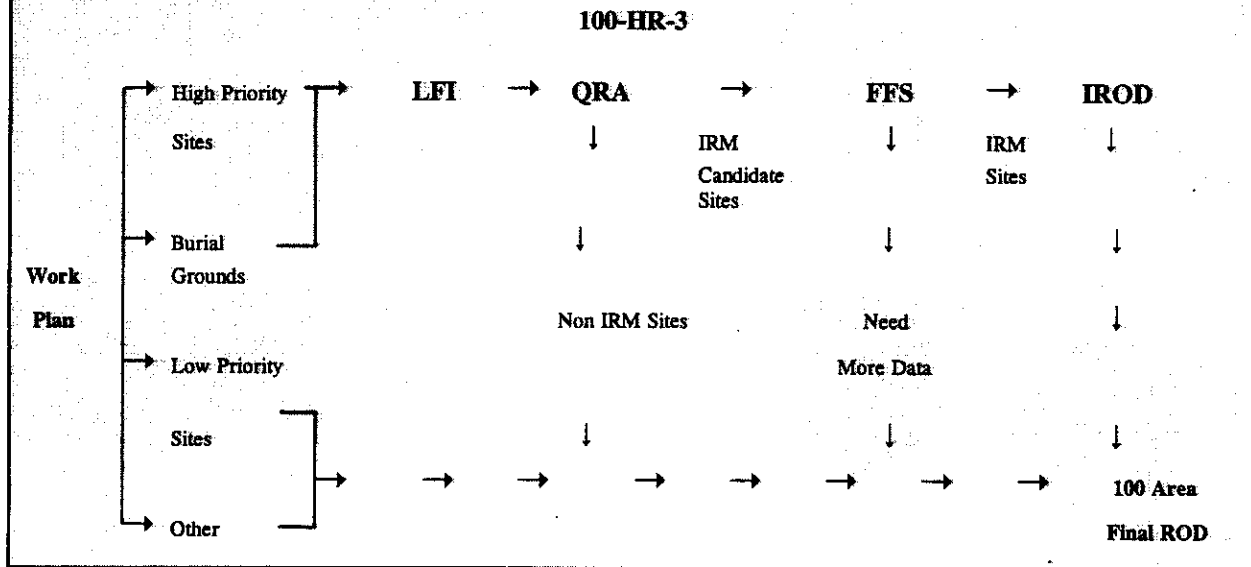 100-HR-3
High Priority LFI QRA FFS IROD
Sites IRM IRM
Candidate Sites
Sites
Burial
Work Grounds
Plan Non IRM Sites Need
Low Priority More Data
Sites
100 Area
Other Final ROD